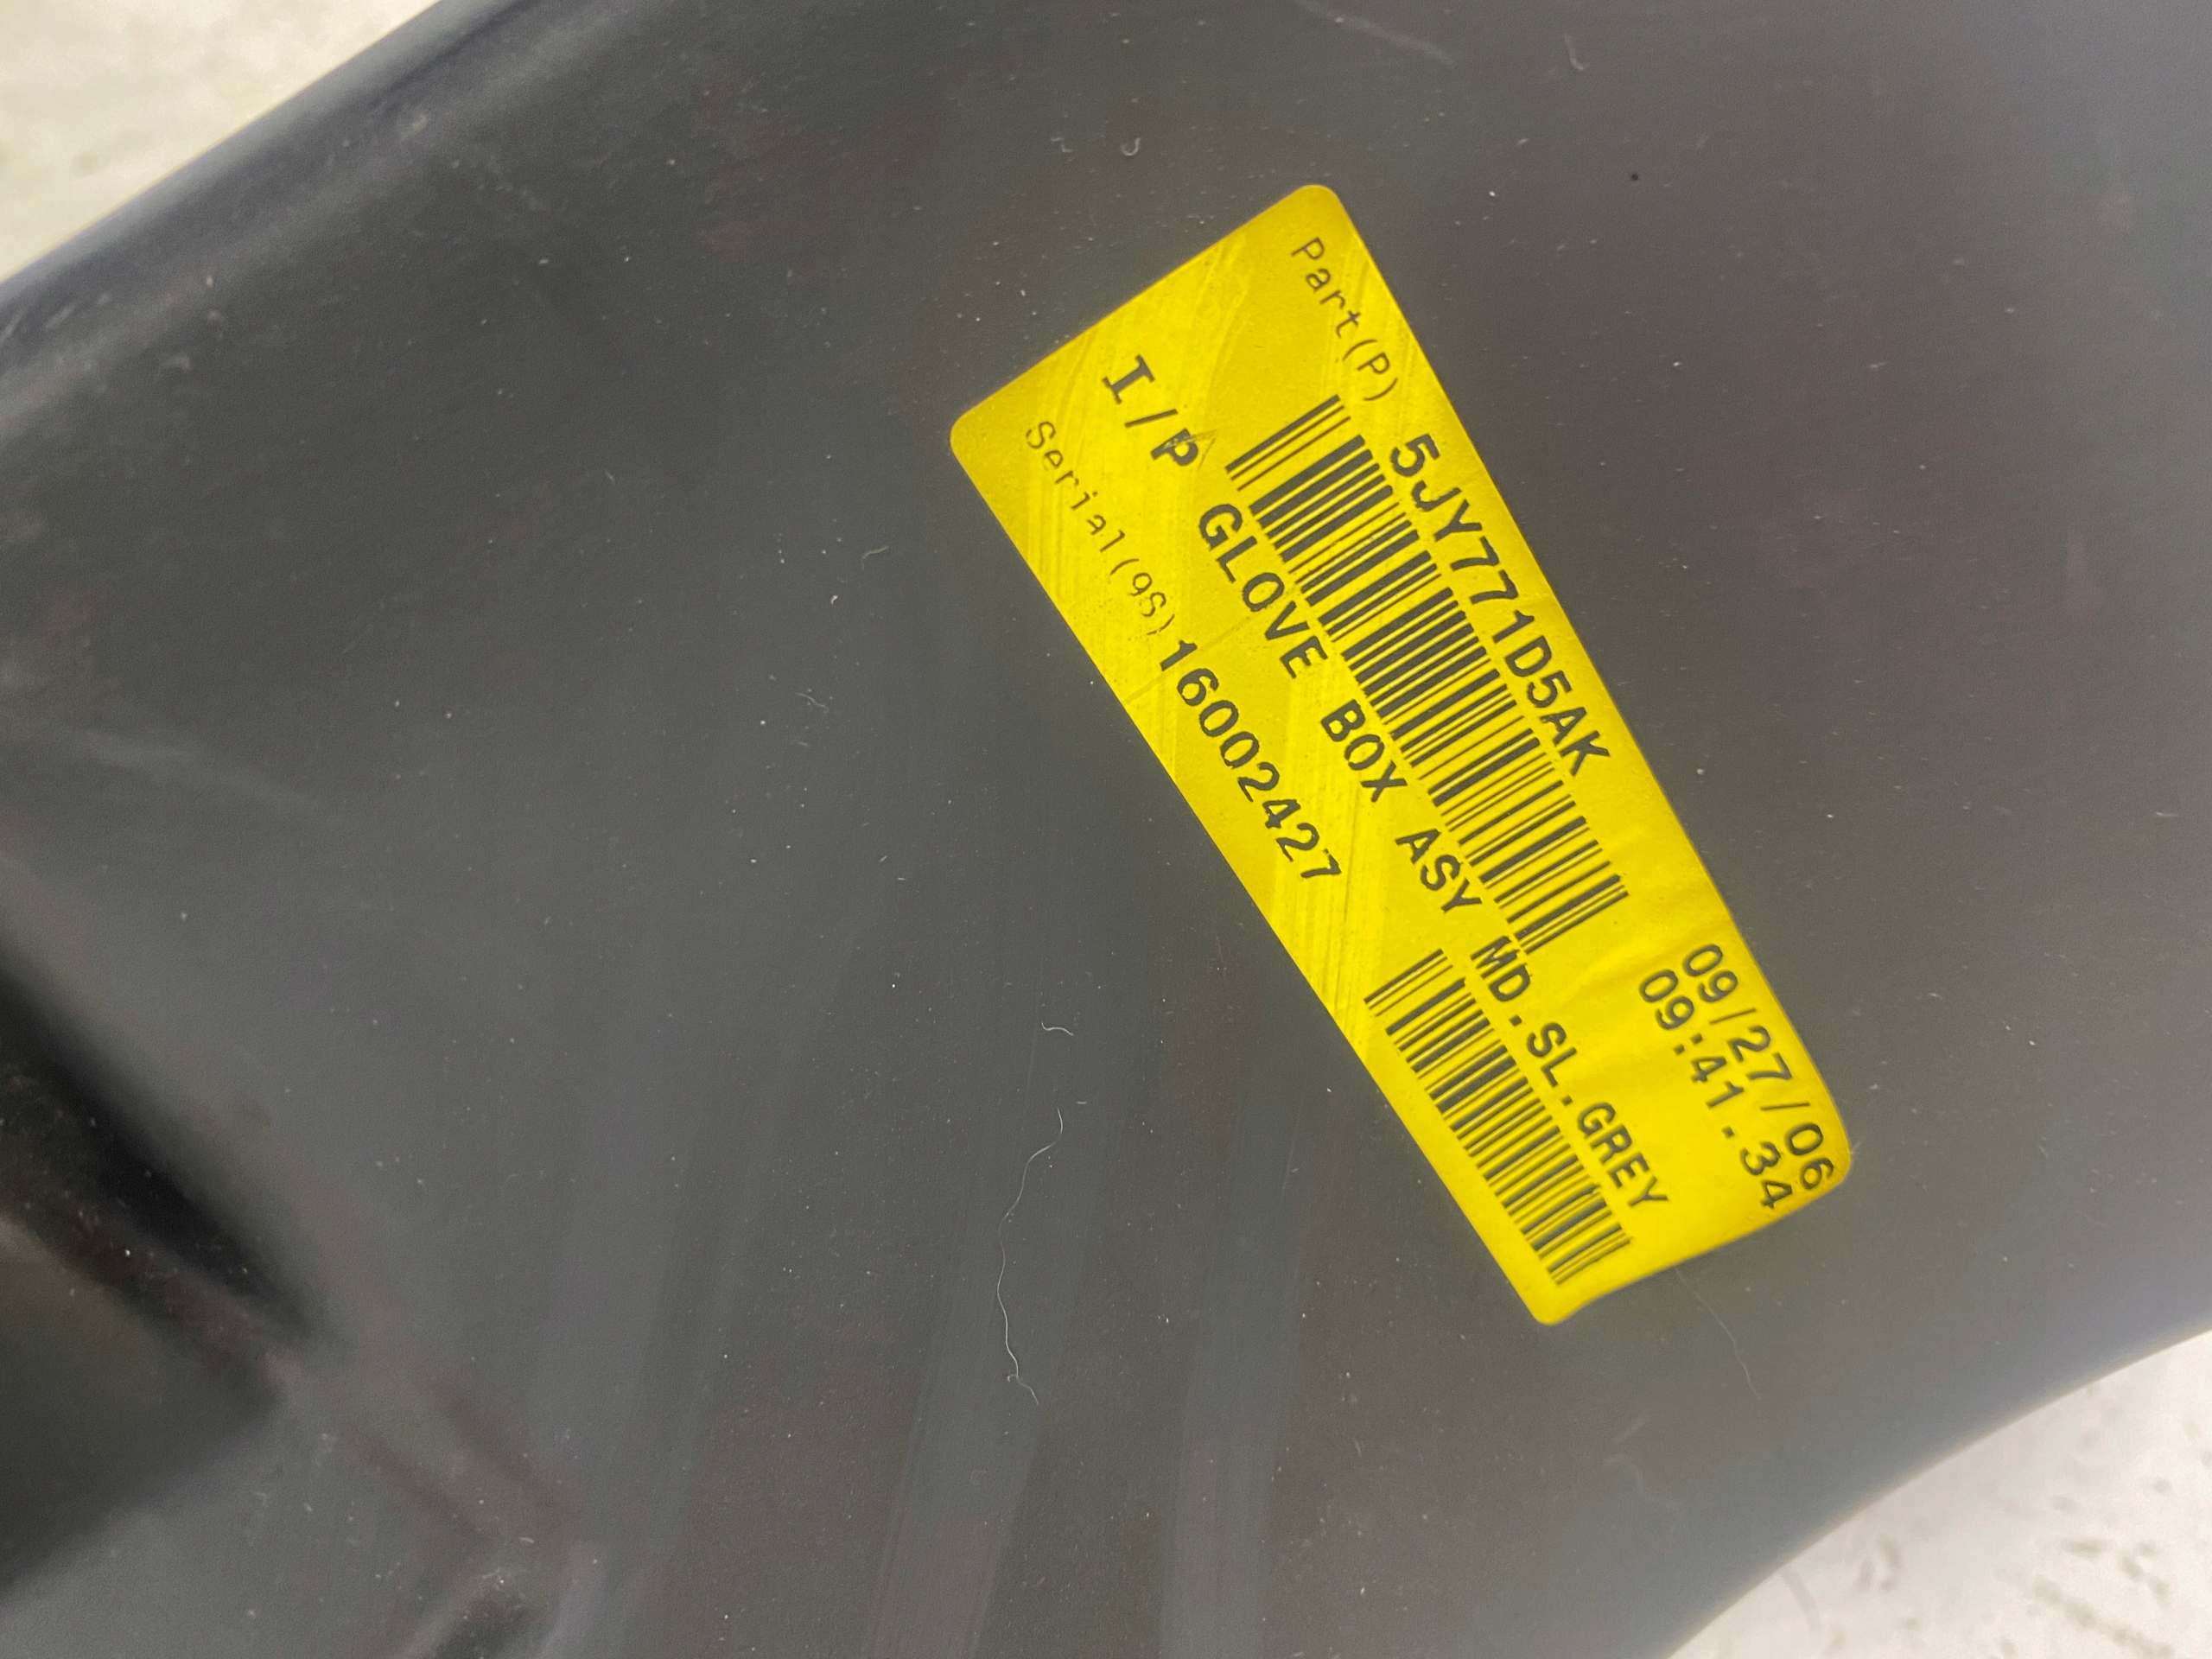 Part(P) 5JY771D5AK
09/27/06
09:41.34
I/P GLOVE BOX ASY MD.SL.GREY
Serial(9S)16002427